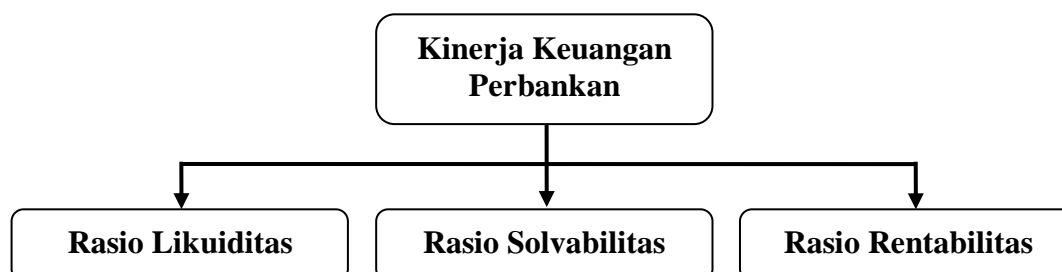 Kinerja Keuangan
Perbankan
Rasio Likuiditas
Rasio Solvabilitas
Rasio Rentabilitas